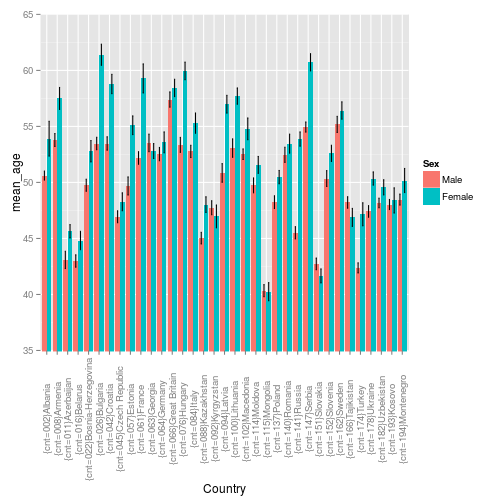 65
60
55
50
45
40
35
mean_age
{cnt=002}Albania
{cnt=008}Armenia
{cnt=011}Azerbaijan
{cnt=016}Belarus
{cnt=022}Bosnia-Herzegovina
{cnt=026}Bulgaria
{cnt=042}Croatia
{cnt=045}Czech Republic
{cnt=057}Estonia
{cnt=061}France
{cnt=063}Georgia
{cnt=064}Germany
{cnt=066}Great Britain
{cnt=076}Hungary
{cnt=084}Italy
{cnt=088}Kazakhstan
{cnt=092}Kyrgyzstan
{cnt=094}Latvia
{cnt=100}Lithuania
{cnt=102}Macedonia
{cnt=114}Moldova
{cnt=115}Mongolia
{cnt=137}Poland
{cnt=140}Romania
{cnt=141}Russia
{cnt=147}Serbia
{cnt=151}Slovakia
{cnt=152}Slovenia
{cnt=162}Sweden
{cnt=166}Tajikistan
{cnt=174}Turkey
{cnt=178}Ukraine
{cnt=182}Uzbekistan
{cnt=193}Kosovo
{cnt=194}Montenegro
Country
Sex
Male
Female